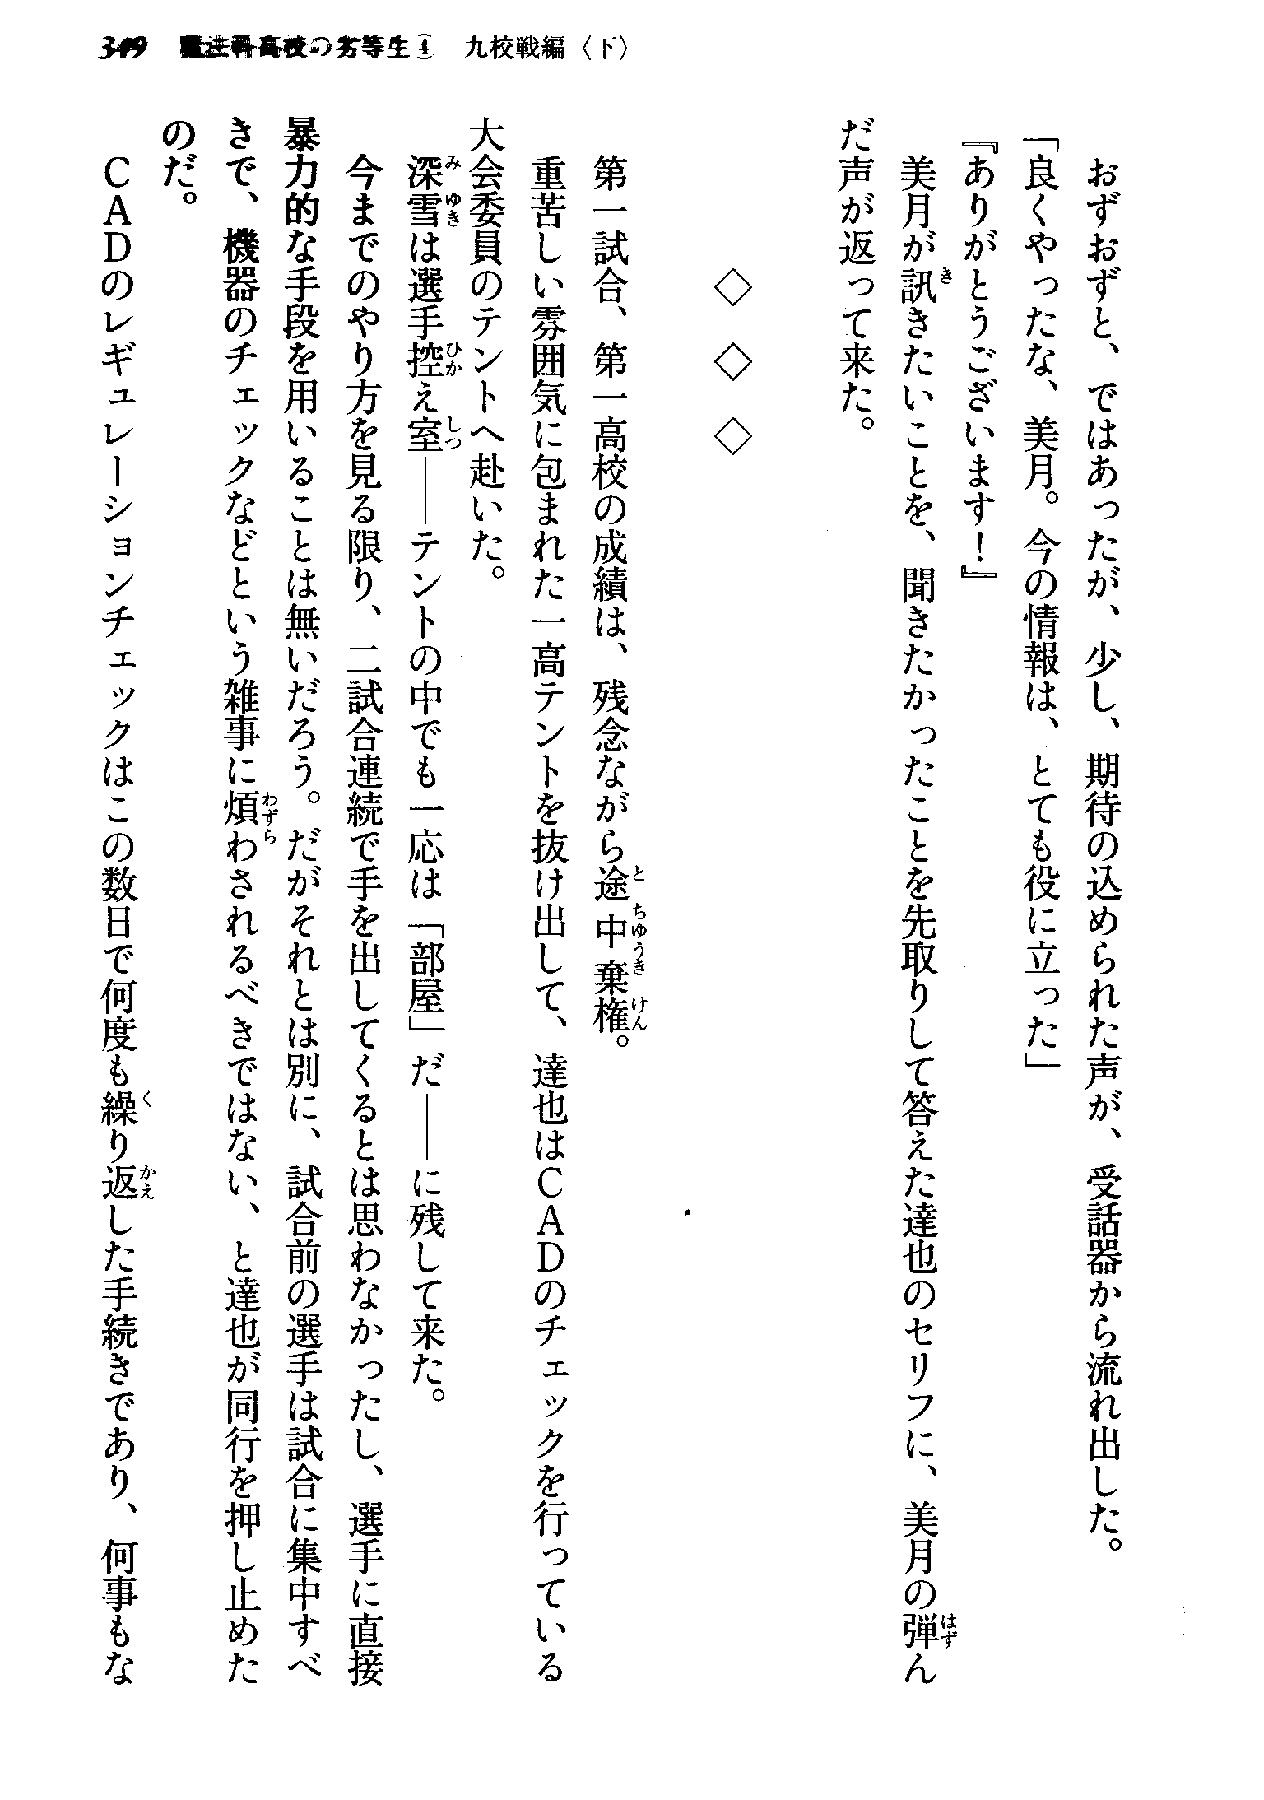 349 魔法科高校の劣等生④ 九校戦編〈下〉
おずおずと、ではあったが、少し、期待の込められた声が、受話器から流れ出した。
「良くやったな、美月。今の情報は、とても役に立った」
『ありがとうございます！』
美月が訊きたいことを、聞きたかったことを先取りして答えた達也のセリフに、美月の弾ん
だ声が返って来た。
◇ ◇ ◇
第一試合、第一高校の成績は、残念ながら途中棄権。
重苦しい雰囲気に包まれた一高テントを抜け出して、達也はＣＡＤのチェックを行っている
大会委員のテントへ赴いた。
深雪は選手控え室――テントの中でも一応は「部屋」だ――に残して来た。
今までのやり方を見る限り、二試合連続で手を出してくるとは思わなかったし、選手に直接
暴力的な手段を用いることは無いだろう。だがそれとは別に、試合前の選手は試合に集中すべ
きで、機器のチェックなどという雑事に煩わされるべきではない、と達也が同行を押し止めた
のだ。
ＣＡＤのレギュレーションチェックはこの数日で何度も繰り返した手続きであり、何事もな